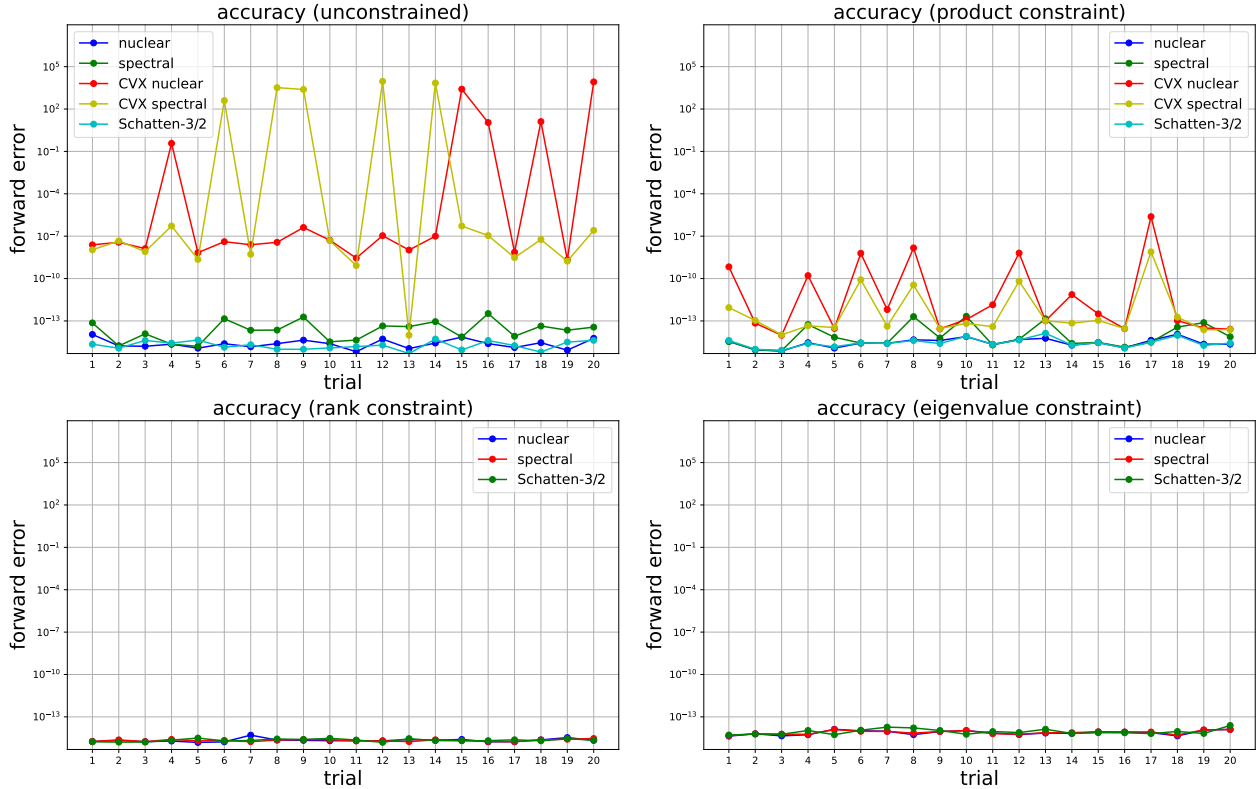 accuracy (unconstrained)
nuclear
spectral
CVX nuclear
CVX spectral
Schatten-3/2
forward error
10^5
10^2
10^-1
10^-4
10^-7
10^-10
10^-13
1 2 3 4 5 6 7 8 9 10 11 12 13 14 15 16 17 18 19 20
trial
accuracy (product constraint)
nuclear
spectral
CVX nuclear
CVX spectral
Schatten-3/2
forward error
10^5
10^2
10^-1
10^-4
10^-7
10^-10
10^-13
1 2 3 4 5 6 7 8 9 10 11 12 13 14 15 16 17 18 19 20
trial
accuracy (rank constraint)
nuclear
spectral
Schatten-3/2
forward error
10^5
10^2
10^-1
10^-4
10^-7
10^-10
10^-13
1 2 3 4 5 6 7 8 9 10 11 12 13 14 15 16 17 18 19 20
trial
accuracy (eigenvalue constraint)
nuclear
spectral
Schatten-3/2
forward error
10^5
10^2
10^-1
10^-4
10^-7
10^-10
10^-13
1 2 3 4 5 6 7 8 9 10 11 12 13 14 15 16 17 18 19 20
trial